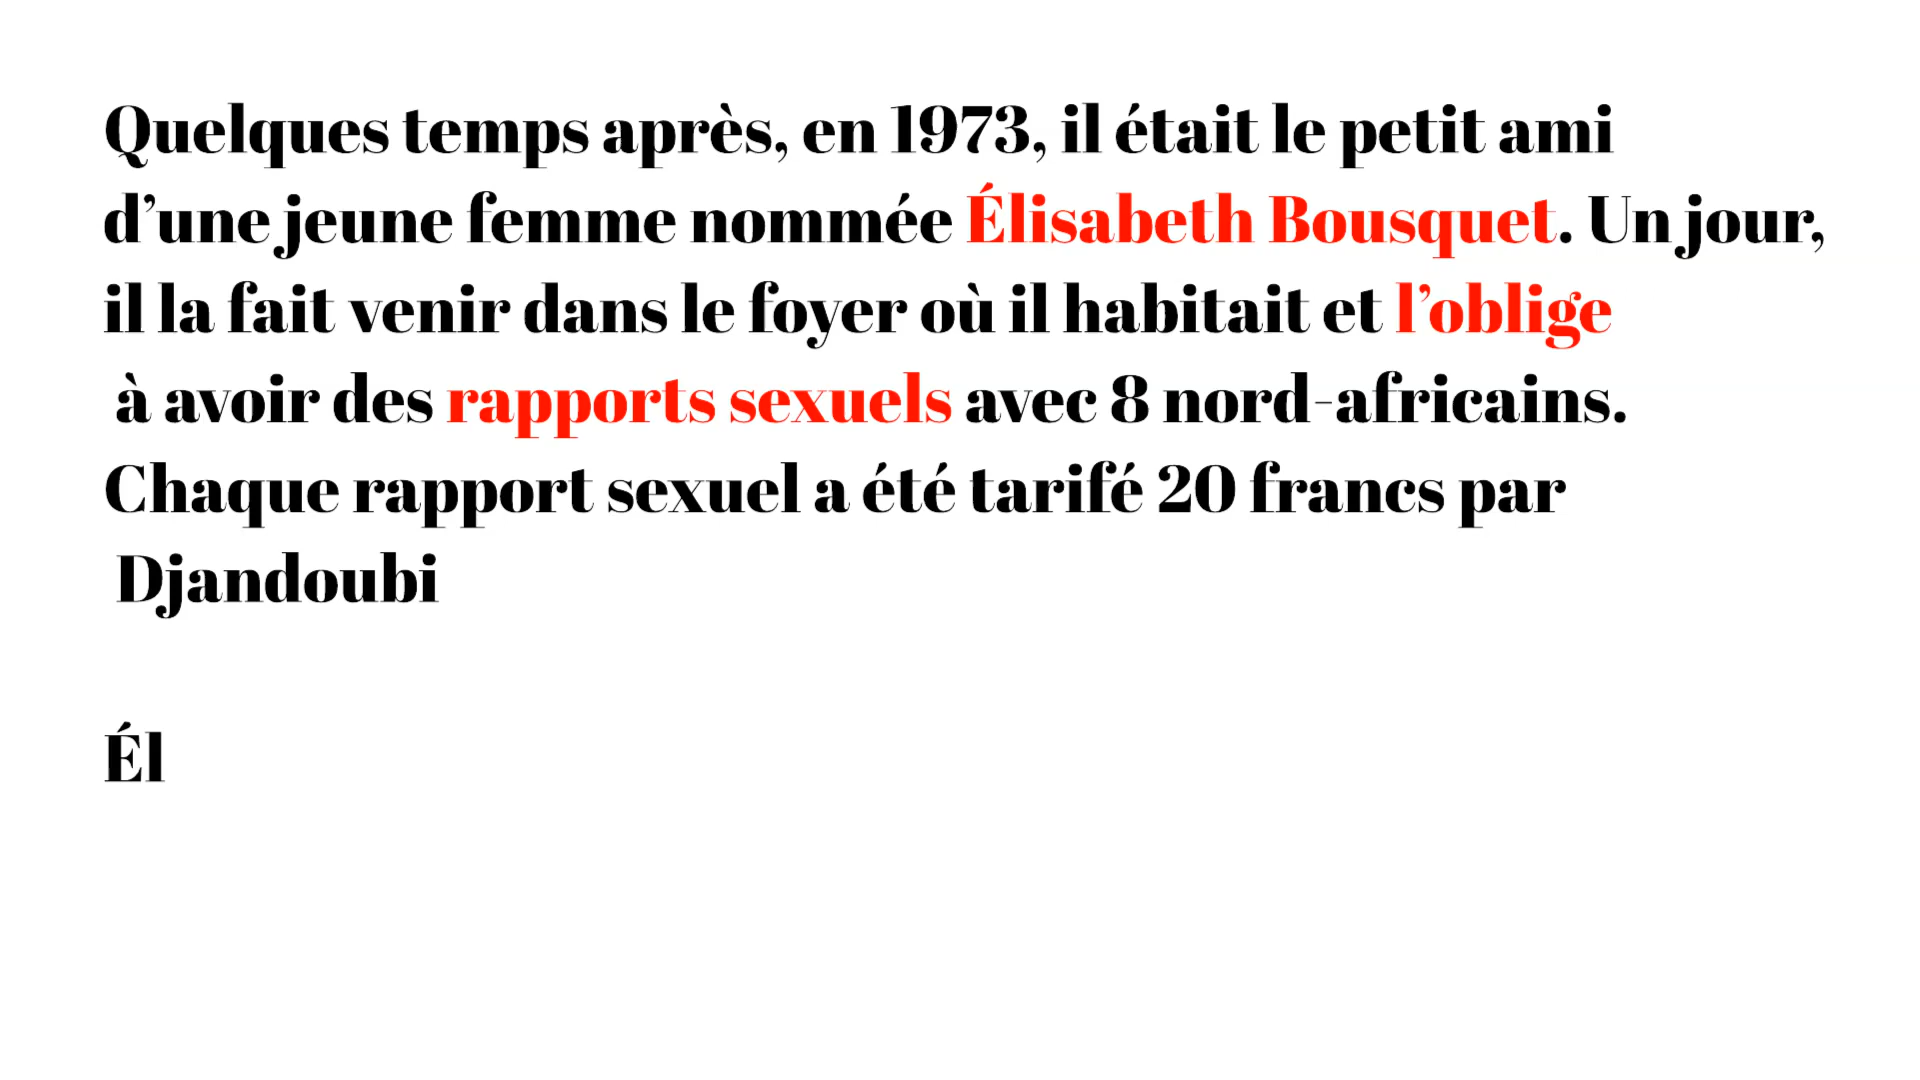 Quelques temps après, en 1973, il était le petit ami
d’une jeune femme nommée Élisabeth Bousquet. Un jour,
il la fait venir dans le foyer où il habitait et l’oblige
à avoir des rapports sexuels avec 8 nord-africains.
Chaque rapport sexuel a été tarifé 20 francs par
Djandoubi
Él